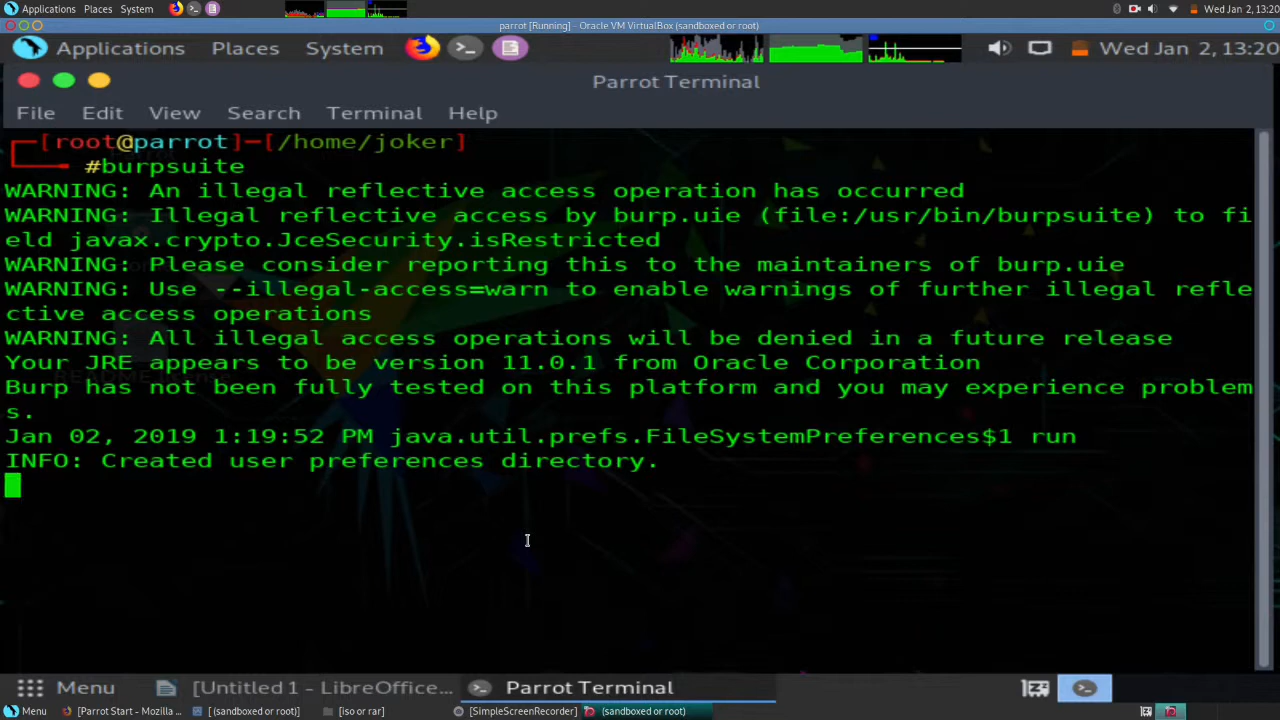 Applications Places System Wed Jan 2, 13:20
parrot [Running] - Oracle VM VirtualBox (sandboxed or root)
Applications Places System Wed Jan 2, 13:20
Parrot Terminal
File Edit View Search Terminal Help
[root@parrot]─[/home/joker]
#burpsuite
WARNING: An illegal reflective access operation has occurred
WARNING: Illegal reflective access by burp.uie (file:/usr/bin/burpsuite) to fi
eld javax.crypto.JceSecurity.isRestricted
WARNING: Please consider reporting this to the maintainers of burp.uie
WARNING: Use --illegal-access=warn to enable warnings of further illegal refle
ctive access operations
WARNING: All illegal access operations will be denied in a future release
Your JRE appears to be version 11.0.1 from Oracle Corporation
Burp has not been fully tested on this platform and you may experience problem
s.
Jan 02, 2019 1:19:52 PM java.util.prefs.FileSystemPreferences$1 run
INFO: Created user preferences directory.
Menu [Untitled 1 - LibreOffice... Parrot Terminal
Menu [Parrot Start - Mozilla ... [ (sandboxed or root)] [iso or rar] [SimpleScreenRecorder] (sandboxed or root)